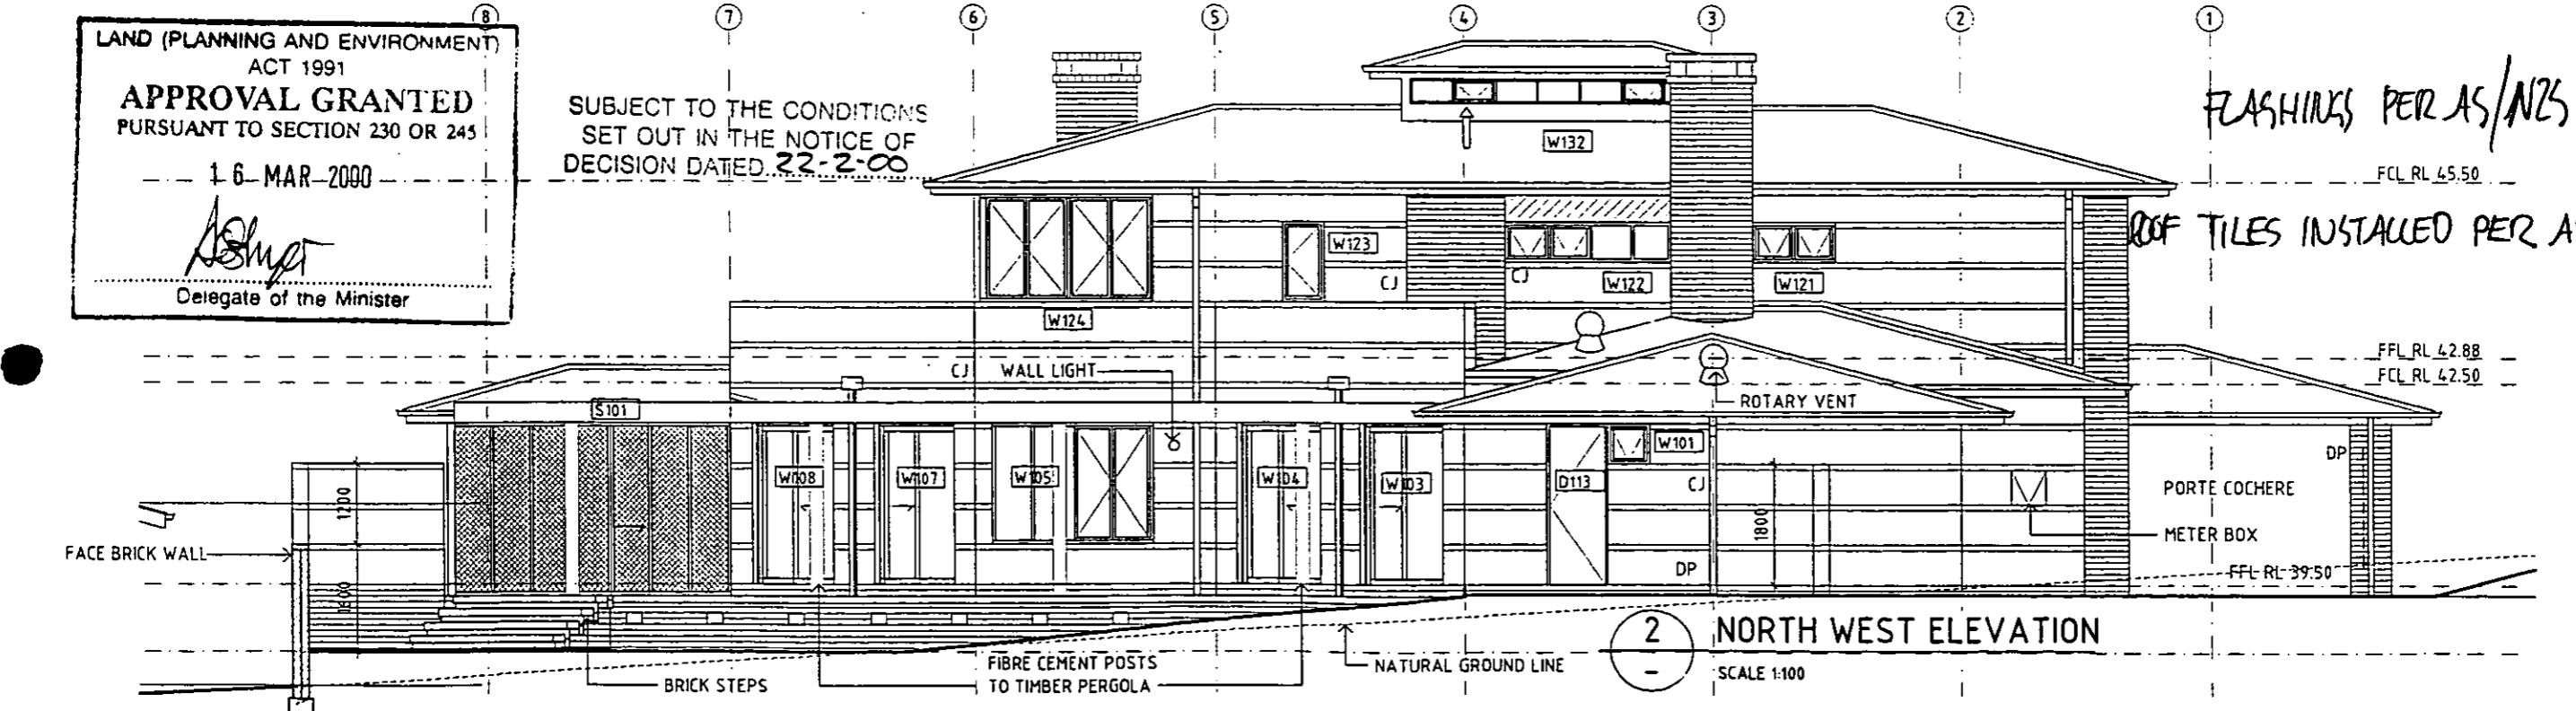 8
7
6
5
4
3
2
1
LAND (PLANNING AND ENVIRONMENT)
ACT 1991
APPROVAL GRANTED
PURSUANT TO SECTION 230 OR 245
16 MAR 2000
Delegate of the Minister
SUBJECT TO THE CONDITIONS
SET OUT IN THE NOTICE OF
DECISION DATED 22-2-00
FLASHINGS PER AS/NZS
FCL RL 45.50
ROOF TILES INSTALLED PER
W132
W123
CJ
CJ
W122
W121
W124
FFL RL 42.88
CJ
WALL LIGHT
FCL RL 42.50
ROTARY VENT
S101
W101
DP
W108
W107
W105
W104
W103
D113
CJ
PORTE COCHERE
1200
1800
FACE BRICK WALL
METER BOX
DP
FFL RL 39.50
2
NORTH WEST ELEVATION
SCALE 1:100
FIBRE CEMENT POSTS
TO TIMBER PERGOLA
NATURAL GROUND LINE
BRICK STEPS